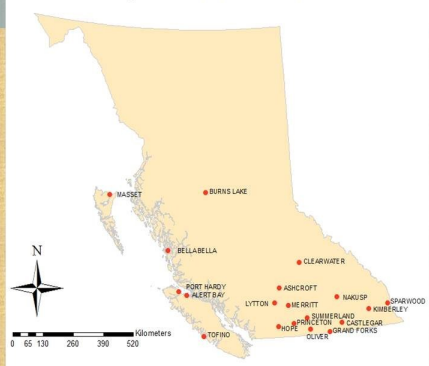 BURNS LAKE
MASSET
BELLABELLA
CLEARWATER
PORT HARDY
ALERT BAY
ASHCROFT
NAKUSP
SPARWOOD
LYTTON
MERRITT
KIMBERLEY
SUMMERLAND
PRINCETON
CASTLEGAR
HOPE
GRAND FORKS
OLIVER
TOFINO
N
Kilometers
0 65 130 260 390 520